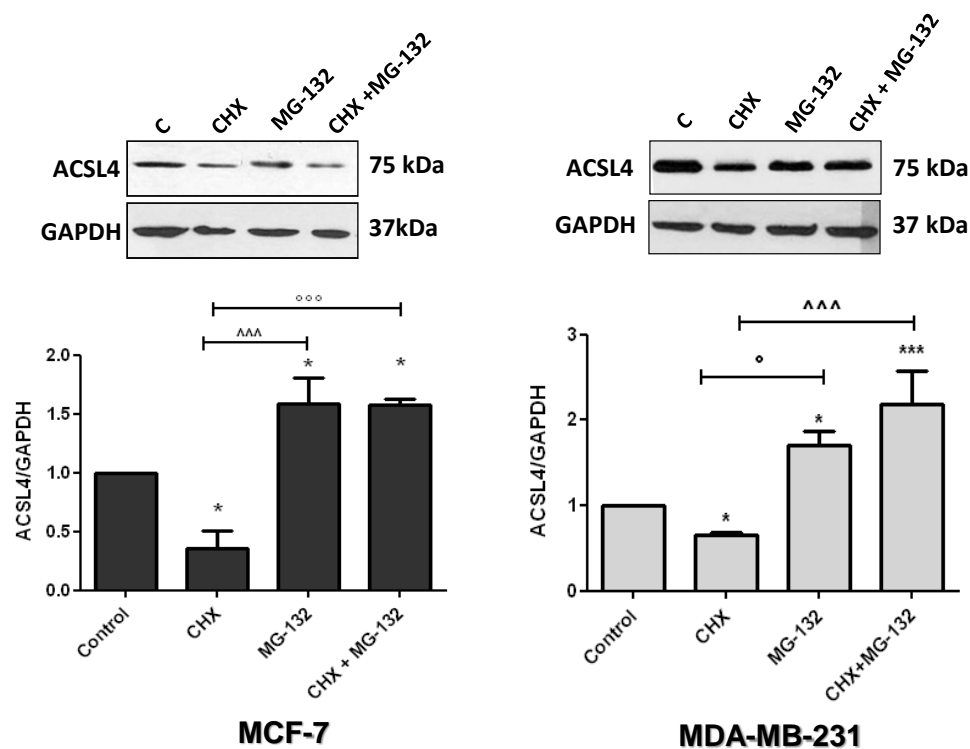 C CHX MG-132 CHX +MG-132
ACSL4 75 kDa
GAPDH 37kDa
°°°
^^^
* * *
ACSL4/GAPDH
2.0
1.5
1.0
0.5
0.0
Control CHX MG-132 CHX + MG-132
MCF-7
C CHX MG-132 CHX + MG-132
ACSL4 75 kDa
GAPDH 37 kDa
^^^
°
* * ***
ACSL4/GAPDH
3
2
1
0
Control CHX MG-132 CHX+MG-132
MDA-MB-231